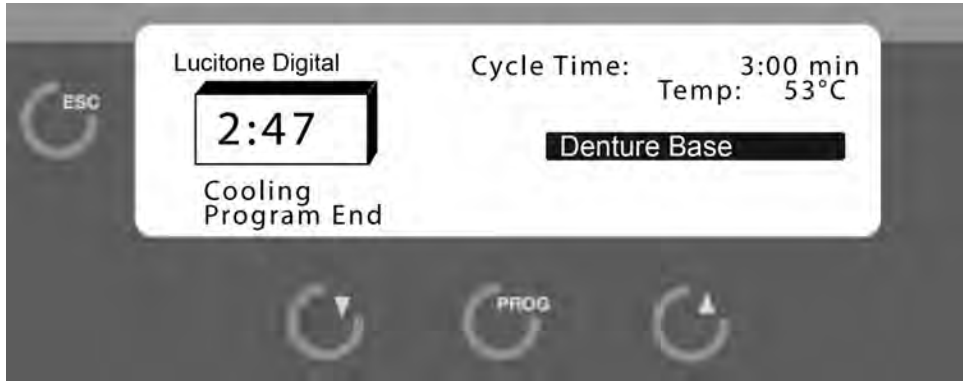 ESC
Lucitone Digital
2:47
Cooling
Program End
Cycle Time: 3:00 min
Temp: 53°C
Denture Base
▼
PROG
▲